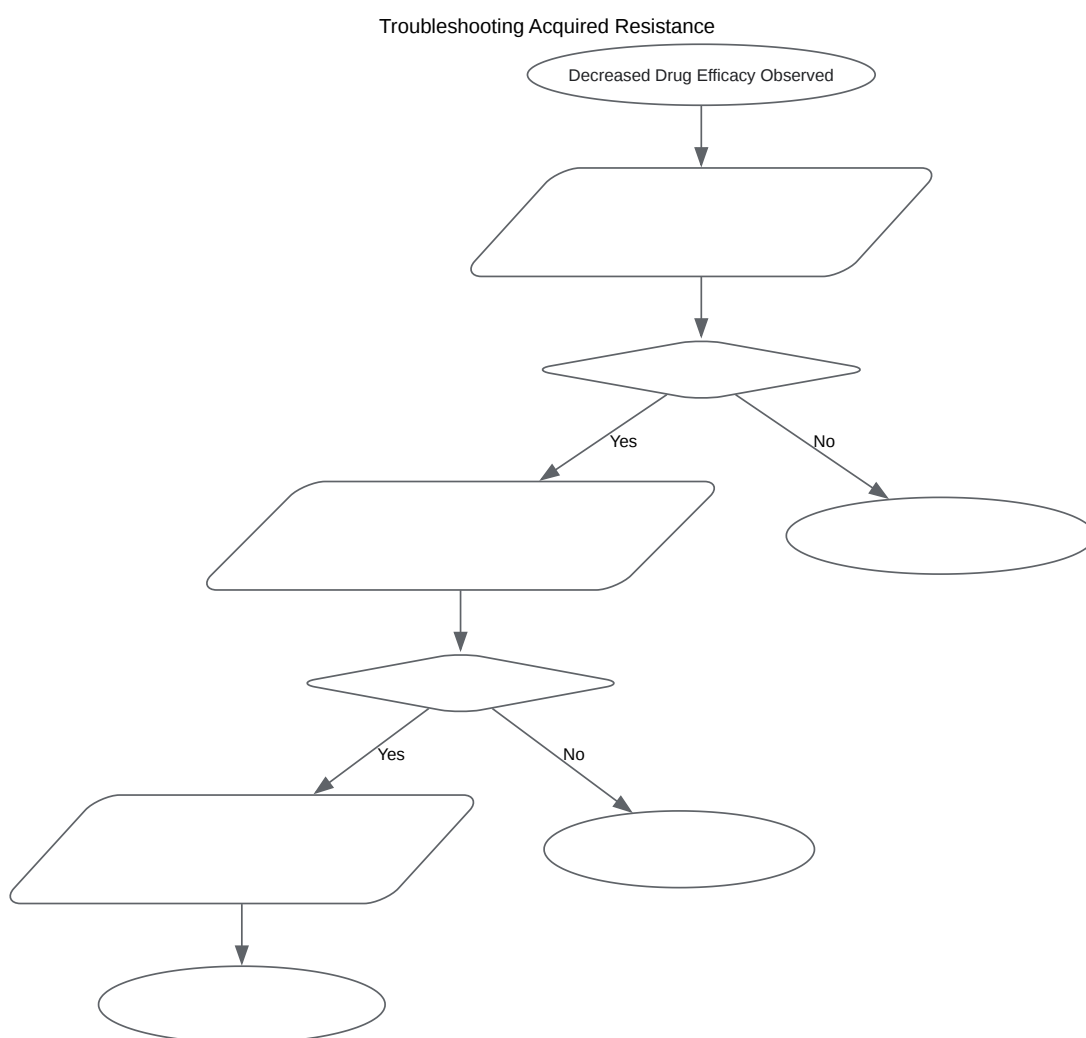 Troubleshooting Acquired Resistance
Decreased Drug Efficacy Observed
Yes
No
Yes
No